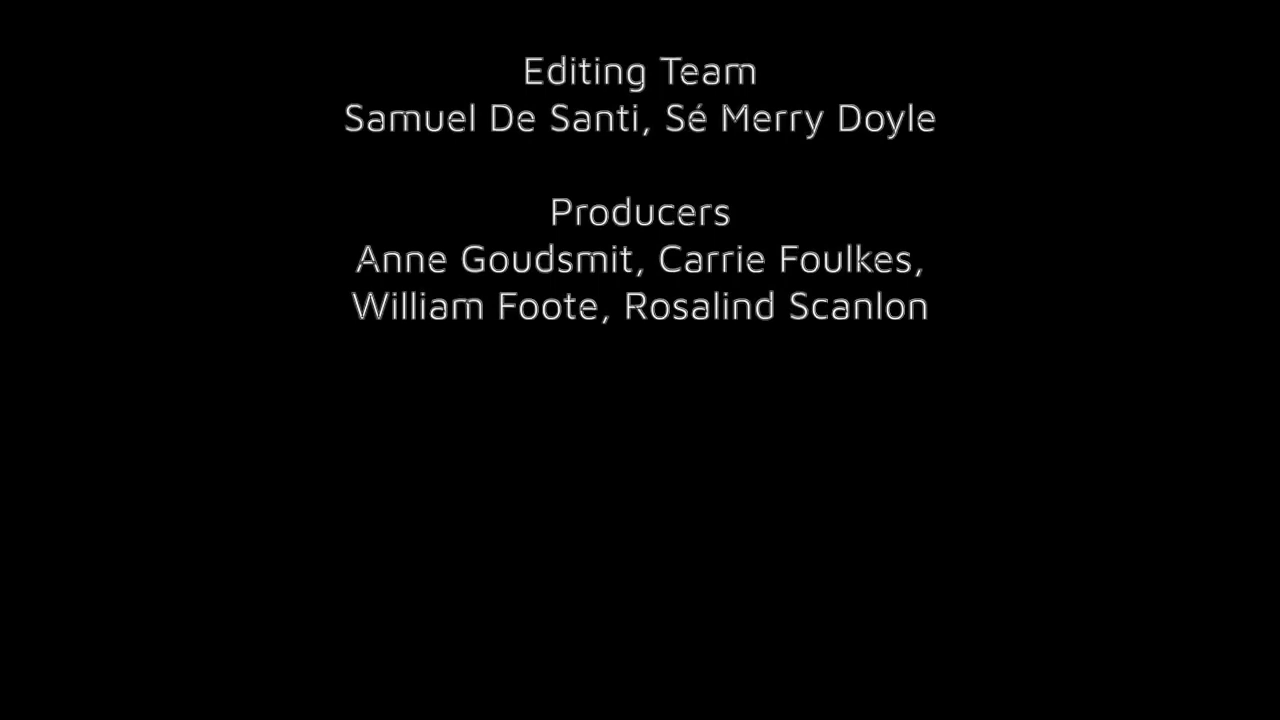 Editing Team
Samuel De Santi, Sé Merry Doyle
Producers
Anne Goudsmit, Carrie Foulkes,
William Foote, Rosalind Scanlon